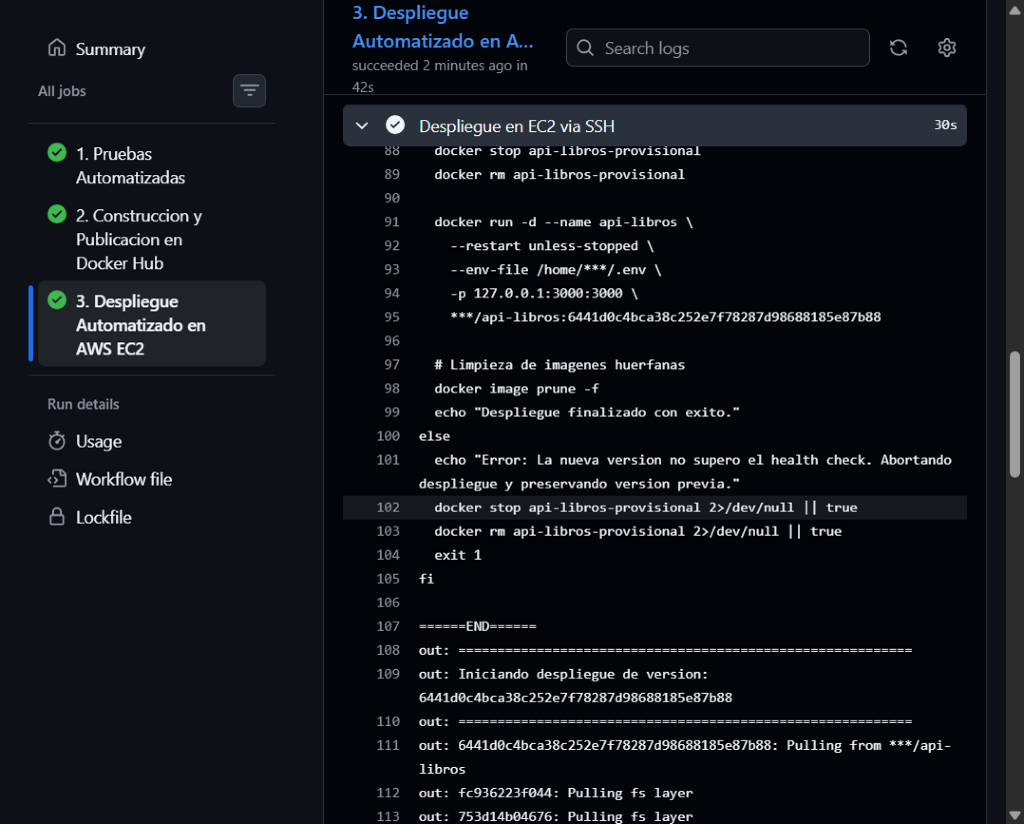 Summary
All jobs
1. Pruebas
Automatizadas
2. Construccion y
Publicacion en
Docker Hub
3. Despliegue
Automatizado en
AWS EC2
Run details
Usage
Workflow file
Lockfile
3. Despliegue
Automatizado en A...
succeeded 2 minutes ago in
42s
Search logs
Despliegue en EC2 via SSH 30s
88 docker stop api-libros-provisional
89 docker rm api-libros-provisional
90
91 docker run -d --name api-libros \
92 --restart unless-stopped \
93 --env-file /home/***/.env \
94 -p 127.0.0.1:3000:3000 \
95 ***/api-libros:6441d0c4bca38c252e7f78287d98688185e87b88
96
97 # Limpieza de imagenes huerfanas
98 docker image prune -f
99 echo "Despliegue finalizado con exito."
100 else
101 echo "Error: La nueva version no supero el health check. Abortando
despliegue y preservando version previa."
102 docker stop api-libros-provisional 2>/dev/null || true
103 docker rm api-libros-provisional 2>/dev/null || true
104 exit 1
105 fi
106
107 ======END======
108 out: ==========================================================
109 out: Iniciando despliegue de version:
6441d0c4bca38c252e7f78287d98688185e87b88
110 out: ==========================================================
111 out: 6441d0c4bca38c252e7f78287d98688185e87b88: Pulling from ***/api-
libros
112 out: fc936223f044: Pulling fs layer
113 out: 753d14b04676: Pulling fs layer